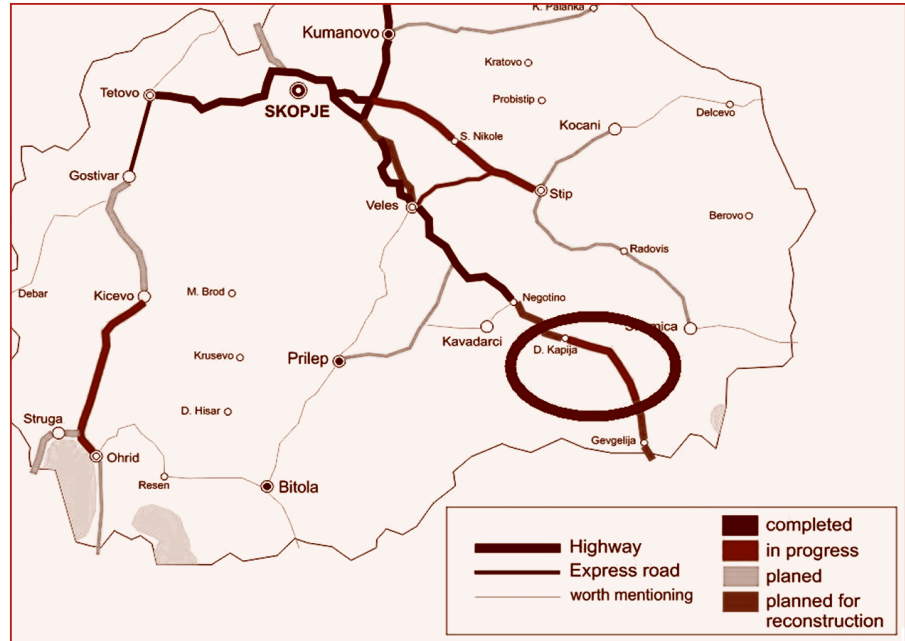 K. Palanka
Kumanovo
Kratovo
Tetovo
SKOPJE
Probistip
Delcevo
Kocani
S. Nikole
Gostivar
Stip
Veles
Berovo
Radovis
Debar
Kicevo
M. Brod
Negotino
Kavadarci
D. Kapija
Krusevo
Prilep
D. Hisar
Struga
Gevgelija
Ohrid
Resen
Bitola
Highway
Express road
worth mentioning
completed
in progress
planed
planned for
reconstruction